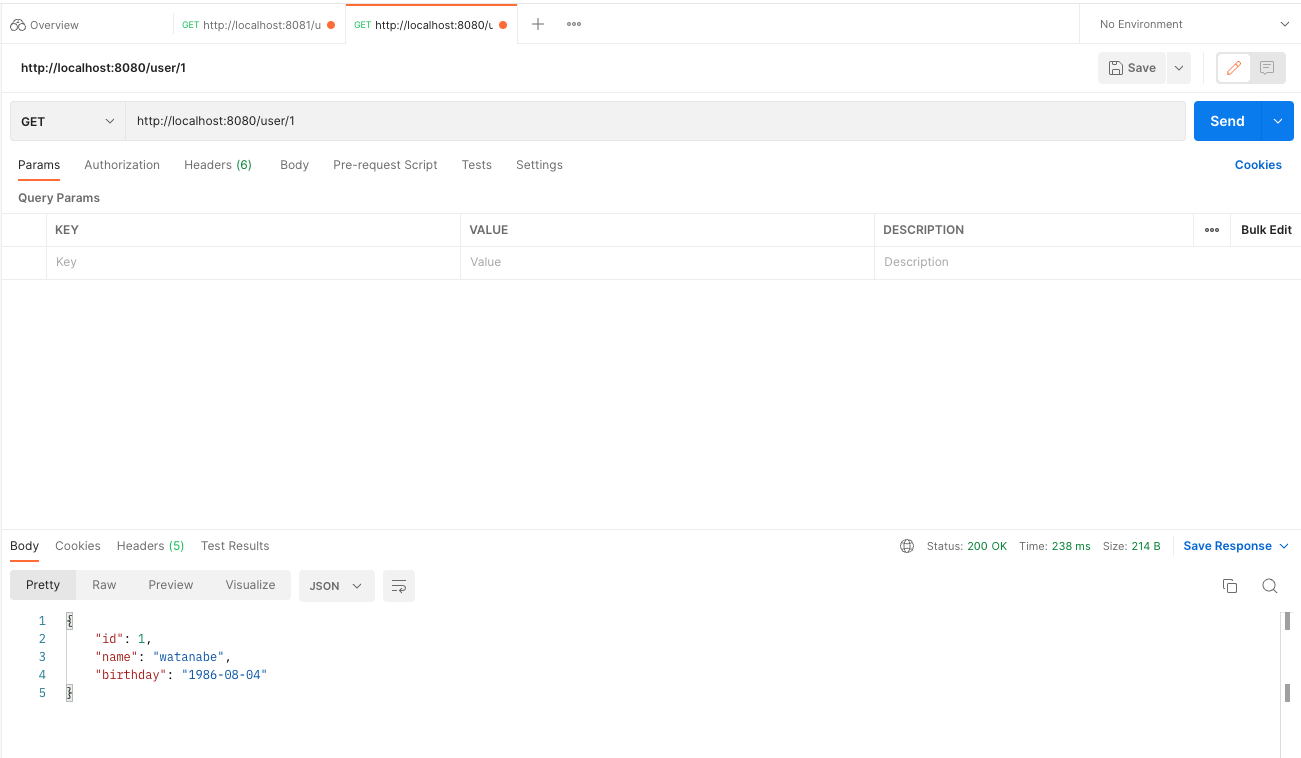 Overview
GET http://localhost:8081/u
GET http://localhost:8080/u
No Environment
http://localhost:8080/user/1
Save
GET
http://localhost:8080/user/1
Send
Params Authorization Headers (6) Body Pre-request Script Tests Settings Cookies
Query Params
KEY VALUE DESCRIPTION ooo Bulk Edit
Key Value Description
Body Cookies Headers (5) Test Results Status: 200 OK Time: 238 ms Size: 214 B Save Response
Pretty Raw Preview Visualize JSON
1 {
2 "id": 1,
3 "name": "watanabe",
4 "birthday": "1986-08-04"
5 }